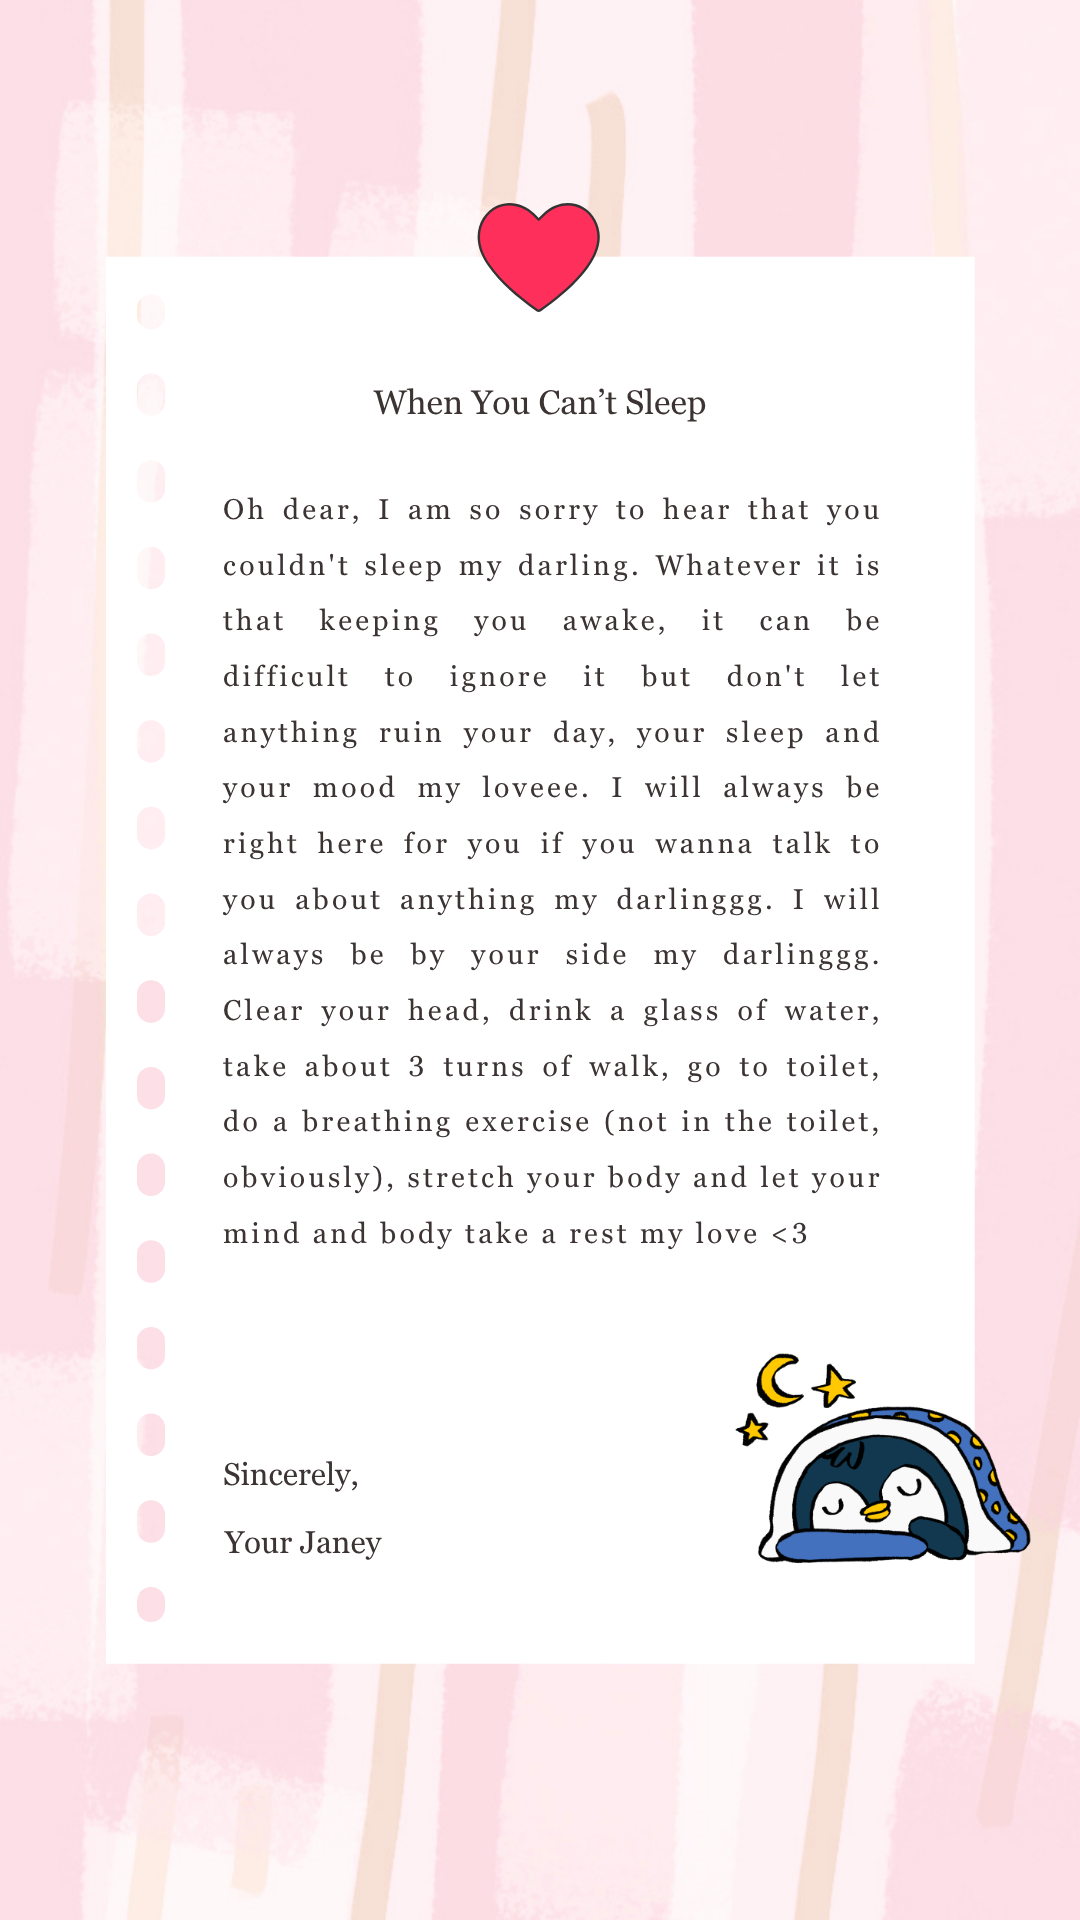 When You Can’t Sleep
Oh dear, I am so sorry to hear that you
couldn't sleep my darling. Whatever it is
that keeping you awake, it can be
difficult to ignore it but don't let
anything ruin your day, your sleep and
your mood my loveee. I will always be
right here for you if you wanna talk to
you about anything my darlinggg. I will
always be by your side my darlinggg.
Clear your head, drink a glass of water,
take about 3 turns of walk, go to toilet,
do a breathing exercise (not in the toilet,
obviously), stretch your body and let your
mind and body take a rest my love <3
Sincerely,
Your Janey